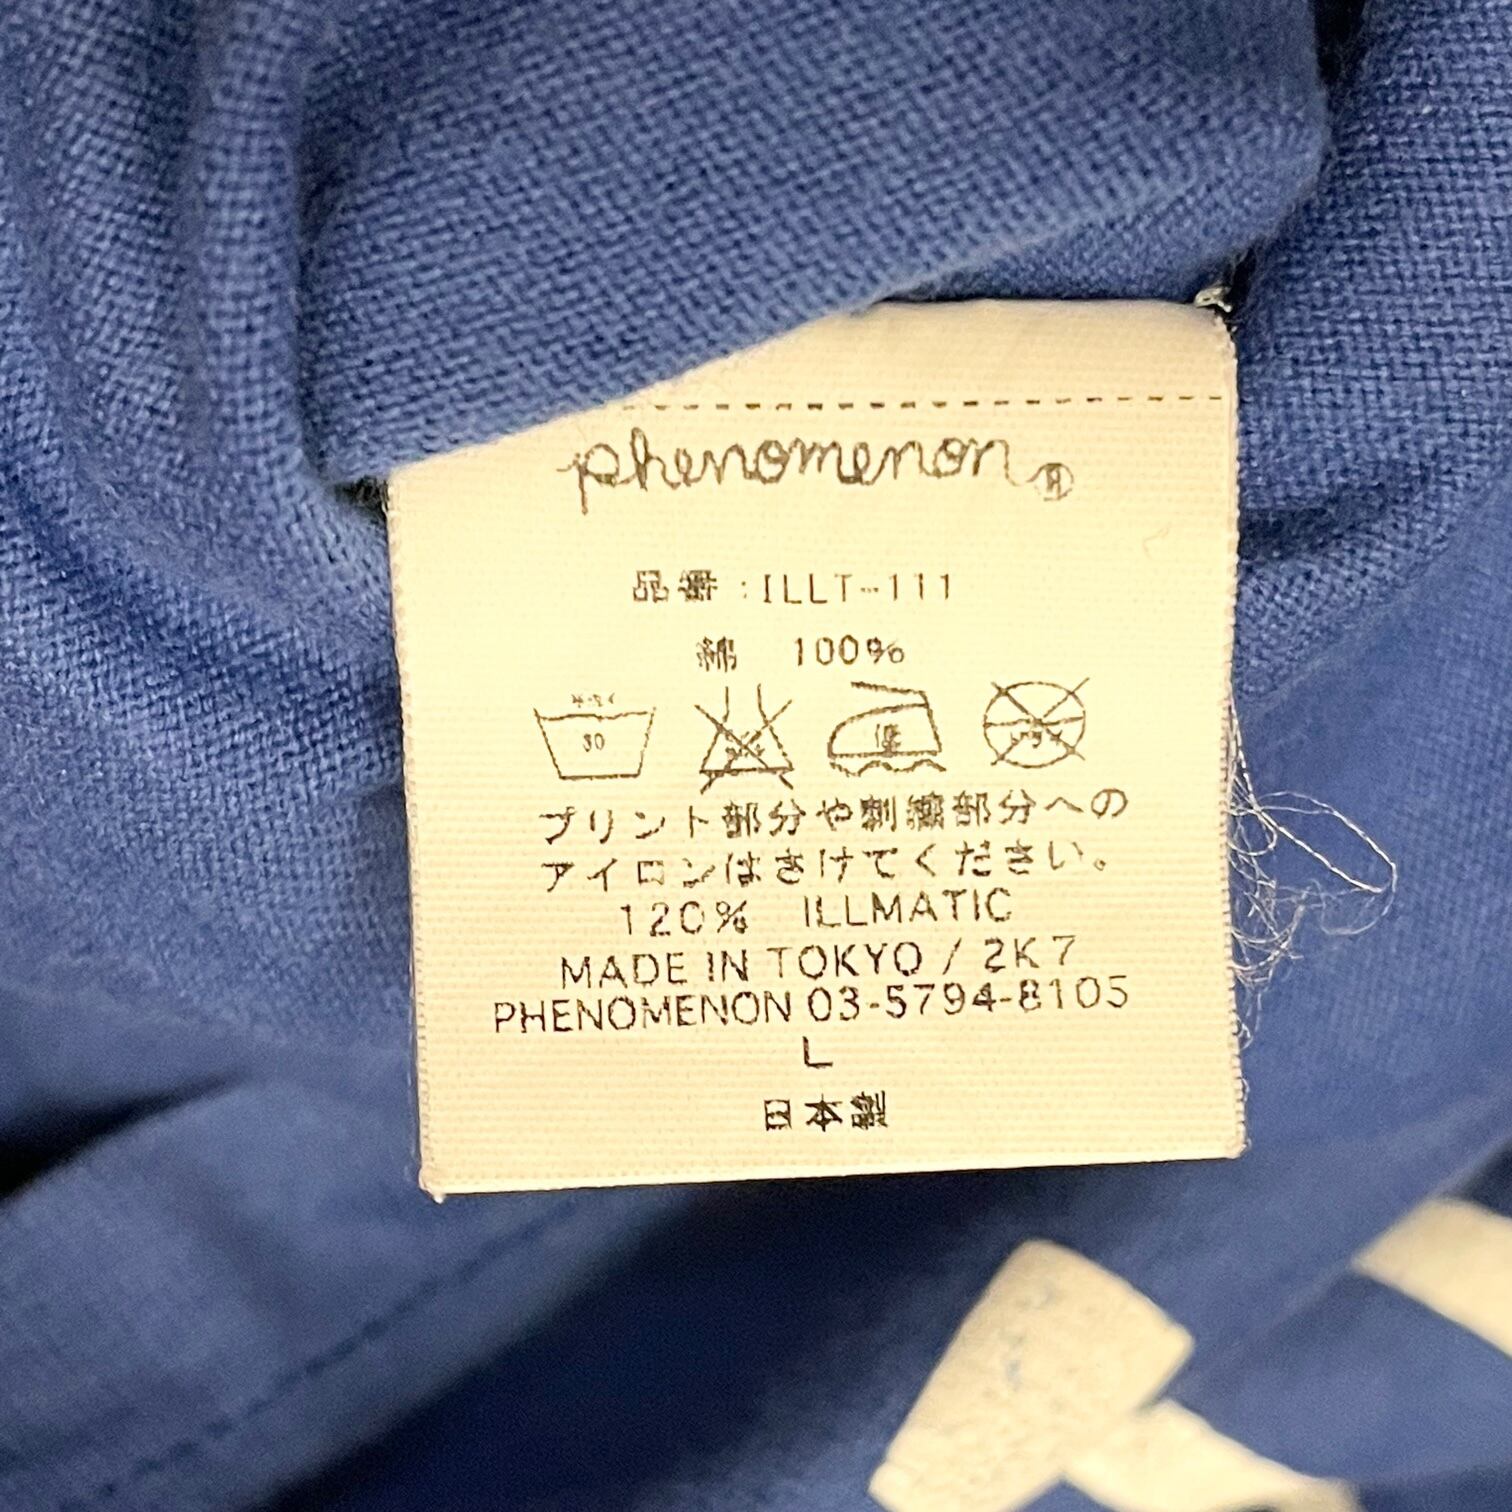 phenomenon®
品番:ILLT-111
綿 100%
30
低
プリント部分や刺繍部分への
アイロンはさけてください。
120% ILLMATIC
MADE IN TOKYO / 2K7
PHENOMENON 03-5794-8105
L
日本製